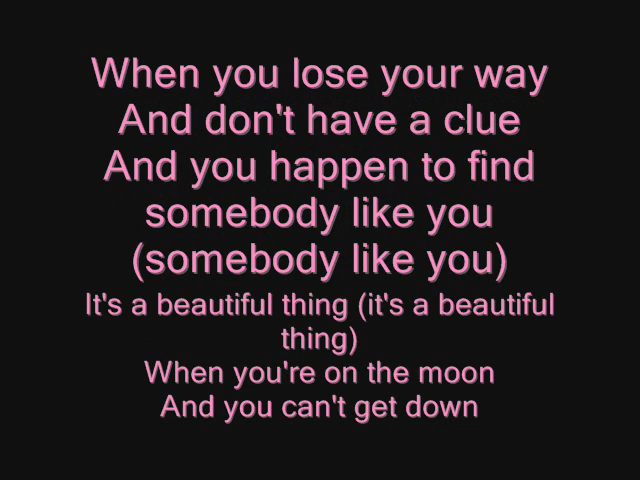 When you lose your way
And don't have a clue
And you happen to find
somebody like you
(somebody like you)
It's a beautiful thing (it's a beautiful
thing)
When you're on the moon
And you can't get down